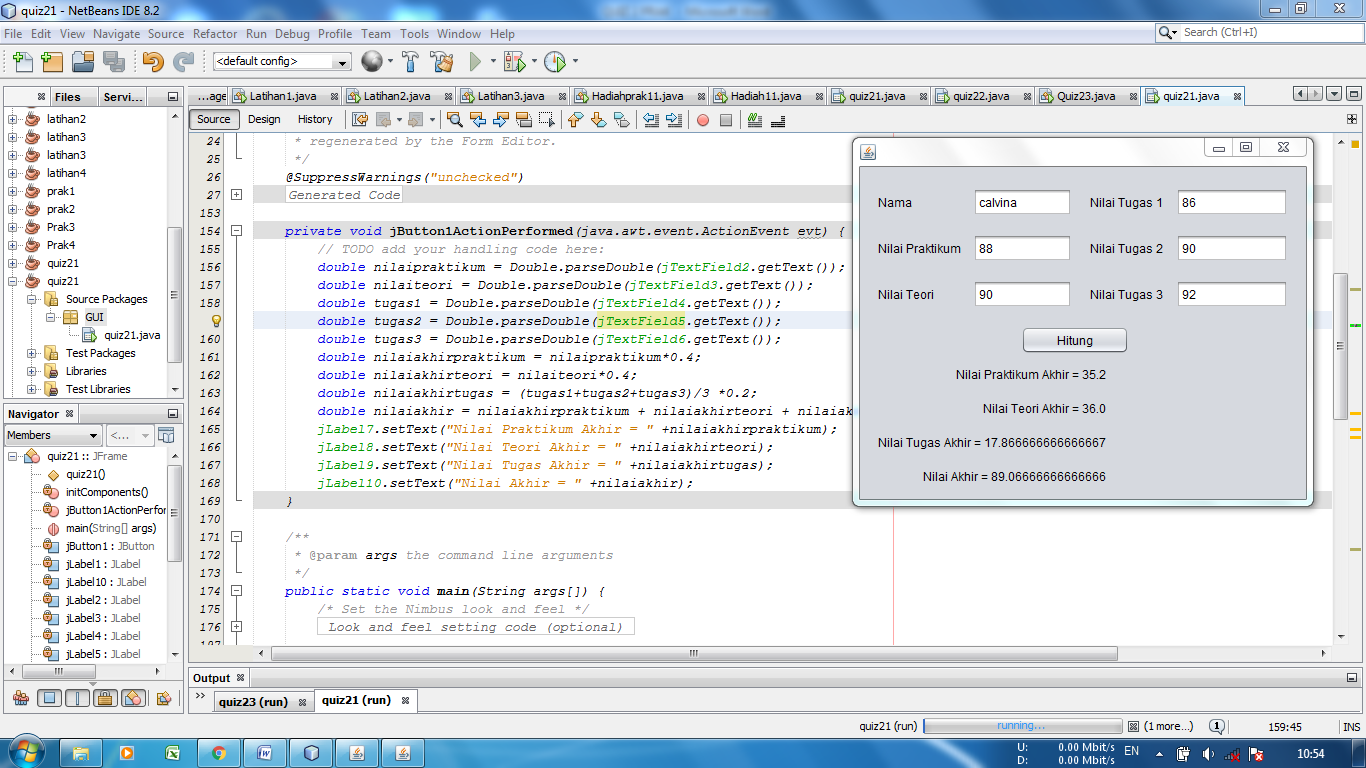 quiz21 - NetBeans IDE 8.2
File Edit View Navigate Source Refactor Run Debug Profile Team Tools Window Help
Search (Ctrl+I)
<default config>
Files Servi...
...age Latihan1.java Latihan2.java Latihan3.java Hadiahprak11.java Hadiah11.java quiz21.java quiz22.java Quiz23.java quiz21.java
Source Design History
latihan2
latihan3
latihan3
latihan4
prak1
prak2
Prak3
Prak4
quiz21
quiz21
Source Packages
GUI
quiz21.java
Test Packages
Libraries
Test Libraries
Navigator
Members <...
quiz21 :: JFrame
quiz21()
initComponents()
jButton1ActionPerfor
main(String[] args)
jButton1 : JButton
jLabel1 : JLabel
jLabel10 : JLabel
jLabel2 : JLabel
jLabel3 : JLabel
jLabel4 : JLabel
jLabel5 : JLabel
24 * regenerated by the Form Editor.
25 */
26 @SuppressWarnings("unchecked")
27 Generated Code
153
154 private void jButton1ActionPerformed(java.awt.event.ActionEvent evt) {
155 // TODO add your handling code here:
156 double nilaipraktikum = Double.parseDouble(jTextField2.getText());
157 double nilaiteori = Double.parseDouble(jTextField3.getText());
158 double tugas1 = Double.parseDouble(jTextField4.getText());
double tugas2 = Double.parseDouble(jTextField5.getText());
160 double tugas3 = Double.parseDouble(jTextField6.getText());
161 double nilaiakhirpraktikum = nilaipraktikum*0.4;
162 double nilaiakhirteori = nilaiteori*0.4;
163 double nilaiakhirtugas = (tugas1+tugas2+tugas3)/3 *0.2;
164 double nilaiakhir = nilaiakhirpraktikum + nilaiakhirteori + nilaiak
165 jLabel7.setText("Nilai Praktikum Akhir = " +nilaiakhirpraktikum);
166 jLabel8.setText("Nilai Teori Akhir = " +nilaiakhirteori);
167 jLabel9.setText("Nilai Tugas Akhir = " +nilaiakhirtugas);
168 jLabel10.setText("Nilai Akhir = " +nilaiakhir);
169 }
170
171 /**
172 * @param args the command line arguments
173 */
174 public static void main(String args[]) {
175 /* Set the Nimbus look and feel */
176 Look and feel setting code (optional)
Nama calvina Nilai Tugas 1 86
Nilai Praktikum 88 Nilai Tugas 2 90
Nilai Teori 90 Nilai Tugas 3 92
Hitung
Nilai Praktikum Akhir = 35.2
Nilai Teori Akhir = 36.0
Nilai Tugas Akhir = 17.866666666666667
Nilai Akhir = 89.06666666666666
Output
quiz23 (run) quiz21 (run)
quiz21 (run) running... (1 more...) 1 159:45 INS
U: 0.00 Mbit/s
D: 0.00 Mbit/s
EN
10:54